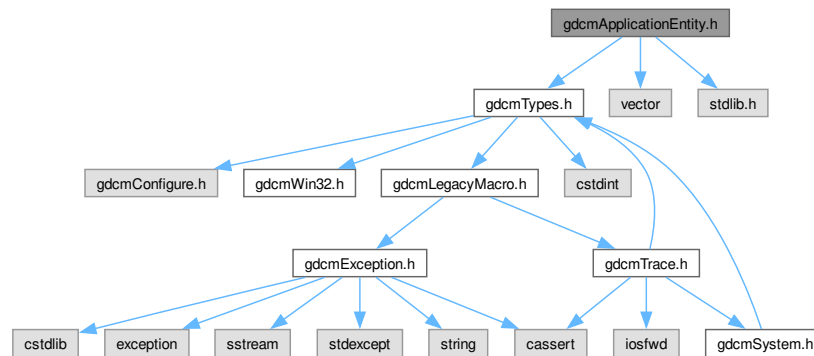 gdcmApplicationEntity.h
gdcmTypes.h
vector
stdlib.h
gdcmConfigure.h
gdcmWin32.h
gdcmLegacyMacro.h
cstdint
gdcmException.h
gdcmTrace.h
cstdlib
exception
sstream
stdexcept
string
cassert
iosfwd
gdcmSystem.h